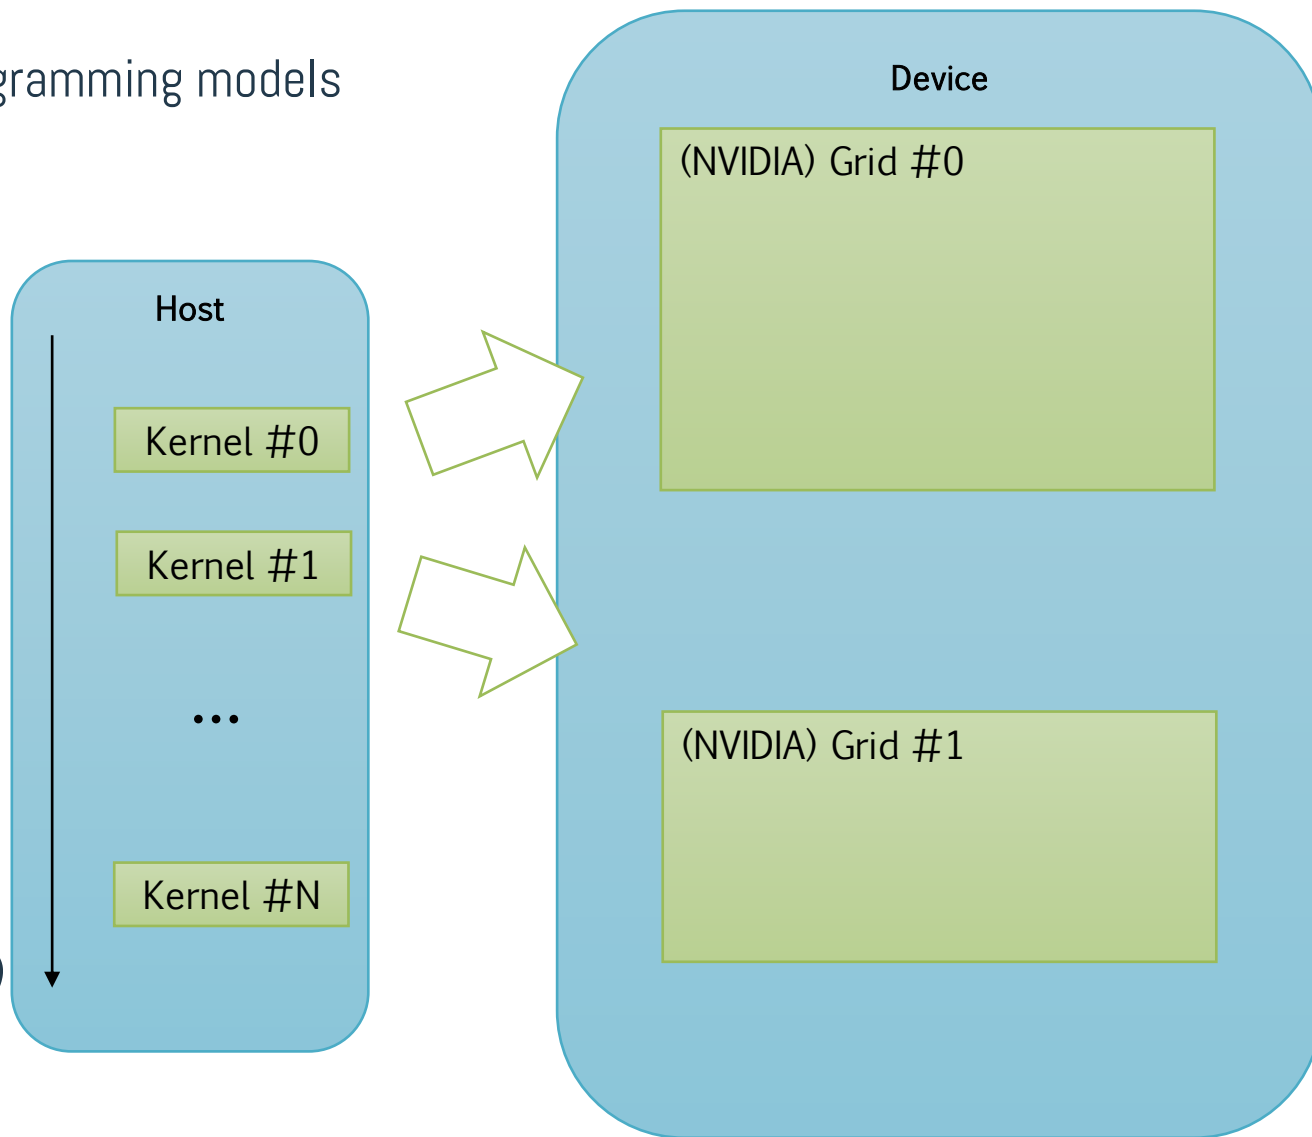 gramming models
Device
(NVIDIA) Grid #0
Host
Kernel #0
Kernel #1
...
(NVIDIA) Grid #1
Kernel #N
)